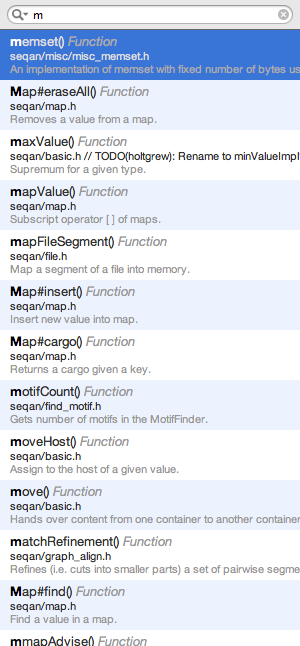 m
memset() Function
seqan/misc/misc_memset.h
An implementation of memset with fixed number of bytes us
Map#eraseAll() Function
seqan/map.h
Removes a value from a map.
maxValue() Function
seqan/basic.h // TODO(holtgrew): Rename to minValueImpl
Supremum for a given type.
mapValue() Function
seqan/map.h
Subscript operator [ ] of maps.
mapFileSegment() Function
seqan/file.h
Map a segment of a file into memory.
Map#insert() Function
seqan/map.h
Insert new value into map.
Map#cargo() Function
seqan/map.h
Returns a cargo given a key.
motifCount() Function
seqan/find_motif.h
Gets number of motifs in the MotifFinder.
moveHost() Function
seqan/basic.h
Assign to the host of a given value.
move() Function
seqan/basic.h
Hands over content from one container to another container
matchRefinement() Function
seqan/graph_align.h
Refines (i.e. cuts into smaller parts) a set of pairwise segme
Map#find() Function
seqan/map.h
Find a value in a map.
mmapAdvise() Function